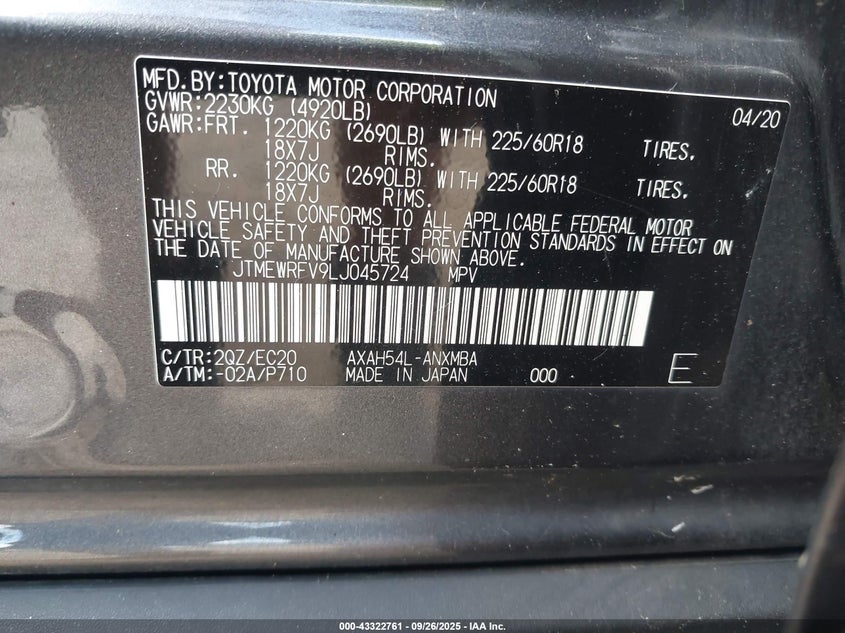 MFD.BY:TOYOTA MOTOR CORPORATION 04/20
GVWR:2230KG (4920LB)
GAWR:FRT. 1220KG (2690LB) WITH 225/60R18 TIRES,
18X7J RIMS.
RR. 1220KG (2690LB) WITH 225/60R18 TIRES,
18X7J RIMS.
THIS VEHICLE CONFORMS TO ALL APPLICABLE FEDERAL MOTOR
VEHICLE SAFETY AND THEFT PREVENTION STANDARDS IN EFFECT ON
THE DATE OF MANUFACTURE SHOWN ABOVE.
JTMEWRFV9LJ045724 MPV
C/TR:2QZ/EC20 AXAH54L-ANXMBA
A/TM:-02A/P710 MADE IN JAPAN 000 E
000-43322761 - 09/26/2025 - IAA Inc.